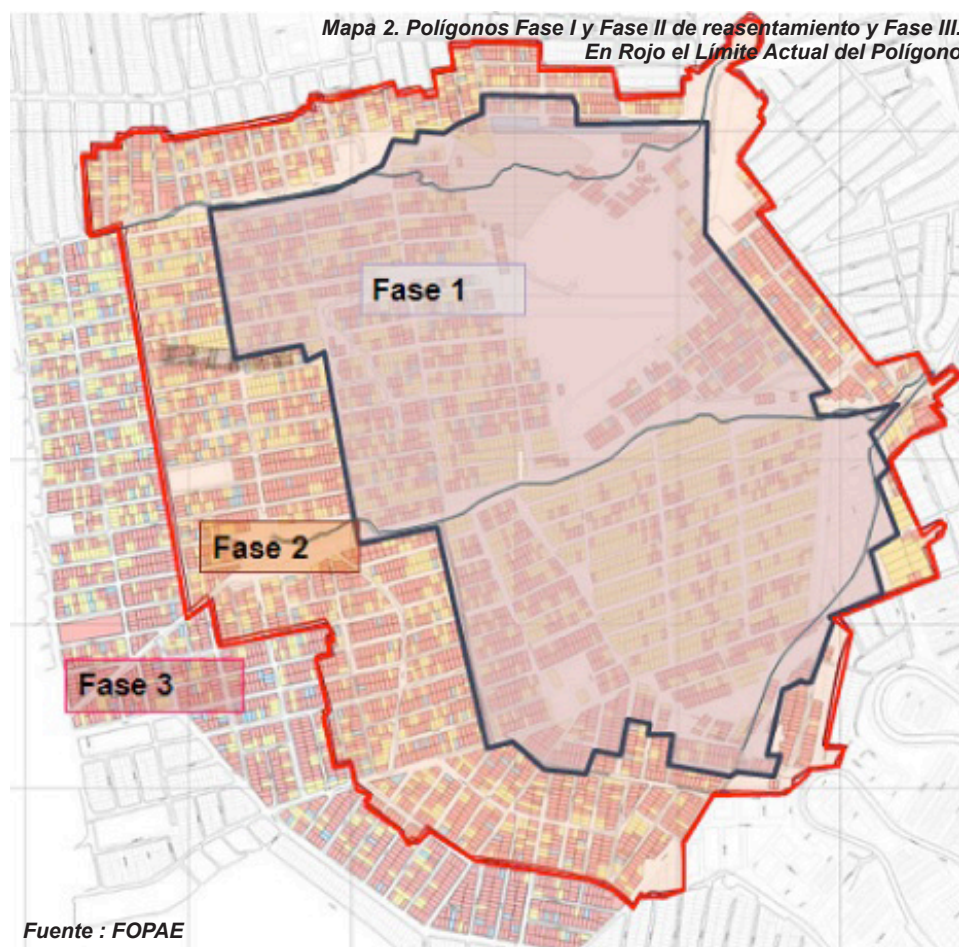 Mapa 2. Polígonos Fase I y Fase II de reasentamiento y Fase III.
En Rojo el Límite Actual del Polígono
Fase 1
Fase 2
Fase 3
Fuente : FOPAE